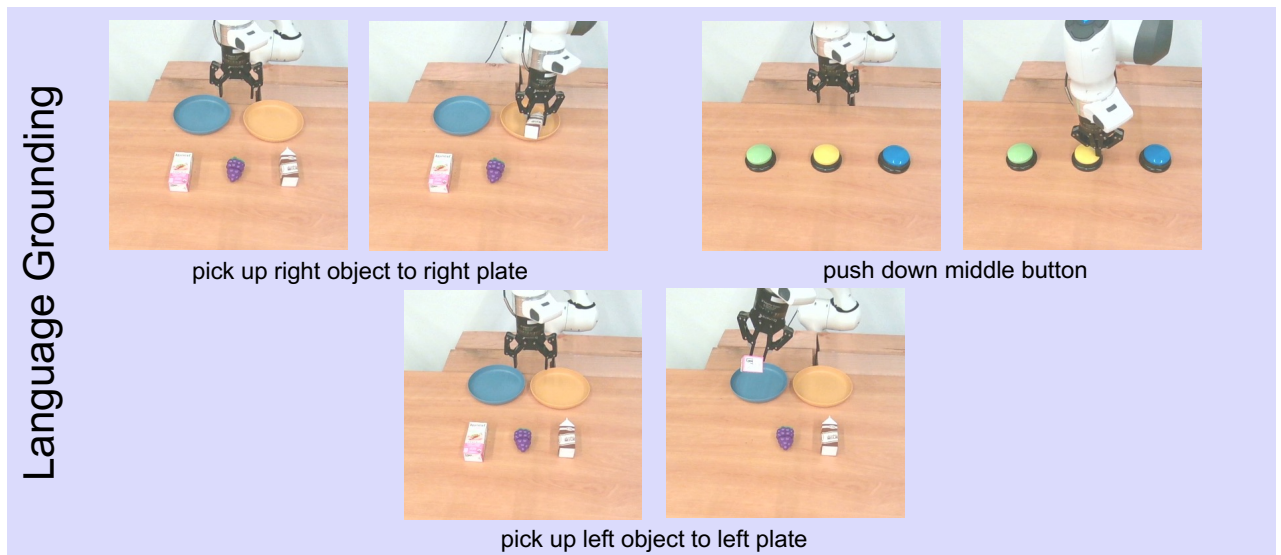 Language Grounding
pick up right object to right plate
push down middle button
pick up left object to left plate